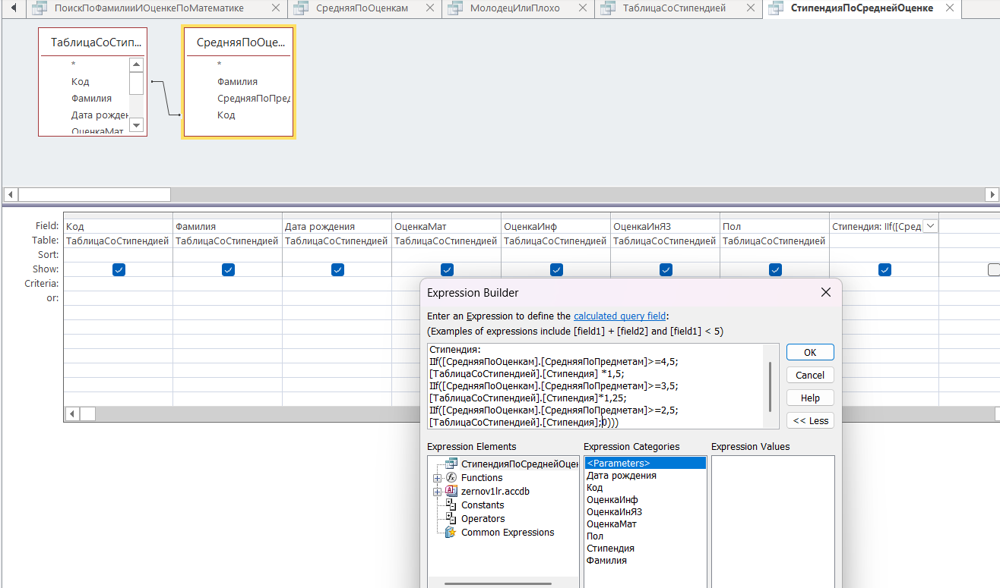 ПоискПоФамилииИОценкеПоМатематике
СредняяПоОценкам
МолодецИлиПлохо
ТаблицаСоСтипендией
СтипендияПоСреднейОценке
ТаблицаСоСтип...
*
Код
Фамилия
Дата рожден
ОценкаМат
СредняяПоОце...
*
Фамилия
СредняяПоПред
Код
Field: Код Фамилия Дата рождения ОценкаМат ОценкаИнф ОценкаИнЯЗ Пол Стипендия: IIf([Сред
Table: ТаблицаСоСтипендией ТаблицаСоСтипендией ТаблицаСоСтипендией ТаблицаСоСтипендией ТаблицаСоСтипендией ТаблицаСоСтипендией ТаблицаСоСтипендией
Sort:
Show:
Criteria:
or:
Expression Builder
Enter an Expression to define the calculated query field:
(Examples of expressions include [field1] + [field2] and [field1] < 5)
Стипендия:
IIf([СредняяПоОценкам].[СредняяПоПредметам]>=4,5;
[ТаблицаСоСтипендией].[Стипендия] *1,5;
IIf([СредняяПоОценкам].[СредняяПоПредметам]>=3,5;
[ТаблицаСоСтипендией].[Стипендия]*1,25;
IIf([СредняяПоОценкам].[СредняяПоПредметам]>=2,5;
[ТаблицаСоСтипендией].[Стипендия];0)))
OK
Cancel
Help
<< Less
Expression Elements
СтипендияПоСреднейОцен
Functions
zernov1lr.accdb
Constants
Operators
Common Expressions
Expression Categories
<Parameters>
Дата рождения
Код
ОценкаИнф
ОценкаИнЯЗ
ОценкаМат
Пол
Стипендия
Фамилия
Expression Values